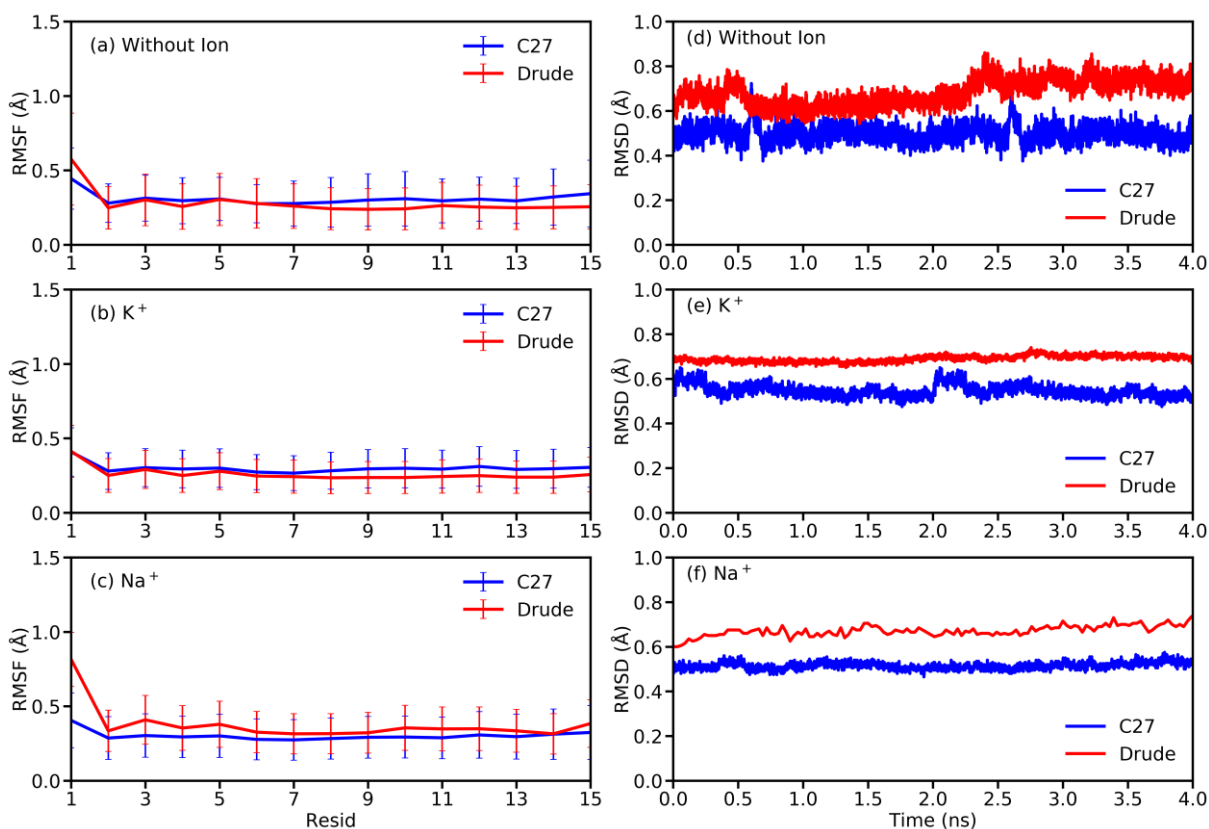 (a) Without Ion
C27
Drude
RMSF (Å)
1.5
1.0
0.5
0.0
1 3 5 7 9 11 13 15
(d) Without Ion
C27
Drude
RMSD (Å)
1.0
0.8
0.6
0.4
0.2
0.0
0.0 0.5 1.0 1.5 2.0 2.5 3.0 3.5 4.0
(b) K⁺
C27
Drude
RMSF (Å)
1.5
1.0
0.5
0.0
1 3 5 7 9 11 13 15
(e) K⁺
C27
Drude
RMSD (Å)
1.0
0.8
0.6
0.4
0.2
0.0
0.0 0.5 1.0 1.5 2.0 2.5 3.0 3.5 4.0
(c) Na⁺
C27
Drude
RMSF (Å)
1.5
1.0
0.5
0.0
1 3 5 7 9 11 13 15
Resid
(f) Na⁺
C27
Drude
RMSD (Å)
1.0
0.8
0.6
0.4
0.2
0.0
0.0 0.5 1.0 1.5 2.0 2.5 3.0 3.5 4.0
Time (ns)